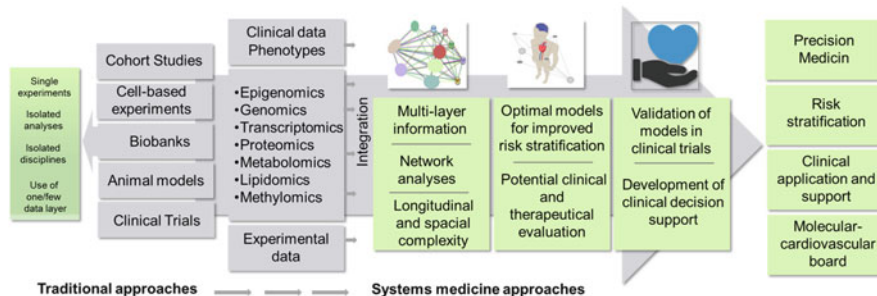 Single
experiments
Isolated
analyses
Isolated
disciplines
Use of
one/few
data layer
Cohort Studies
Cell-based
experiments
Biobanks
Animal models
Clinical Trials
Clinical data
Phenotypes
•Epigenomics
•Genomics
•Transcriptomics
•Proteomics
•Metabolomics
•Lipidomics
•Methylomics
Experimental
data
Integration
Multi-layer
information
Network
analyses
Longitudinal
and spacial
complexity
Optimal models
for improved
risk stratification
Potential clinical
and
therapeutical
evaluation
Validation of
models in
clinical trials
Development of
clinical decision
support
Precision
Medicin
Risk
stratification
Clinical
application and
support
Molecular-
cardiovascular
board
Traditional approaches
Systems medicine approaches